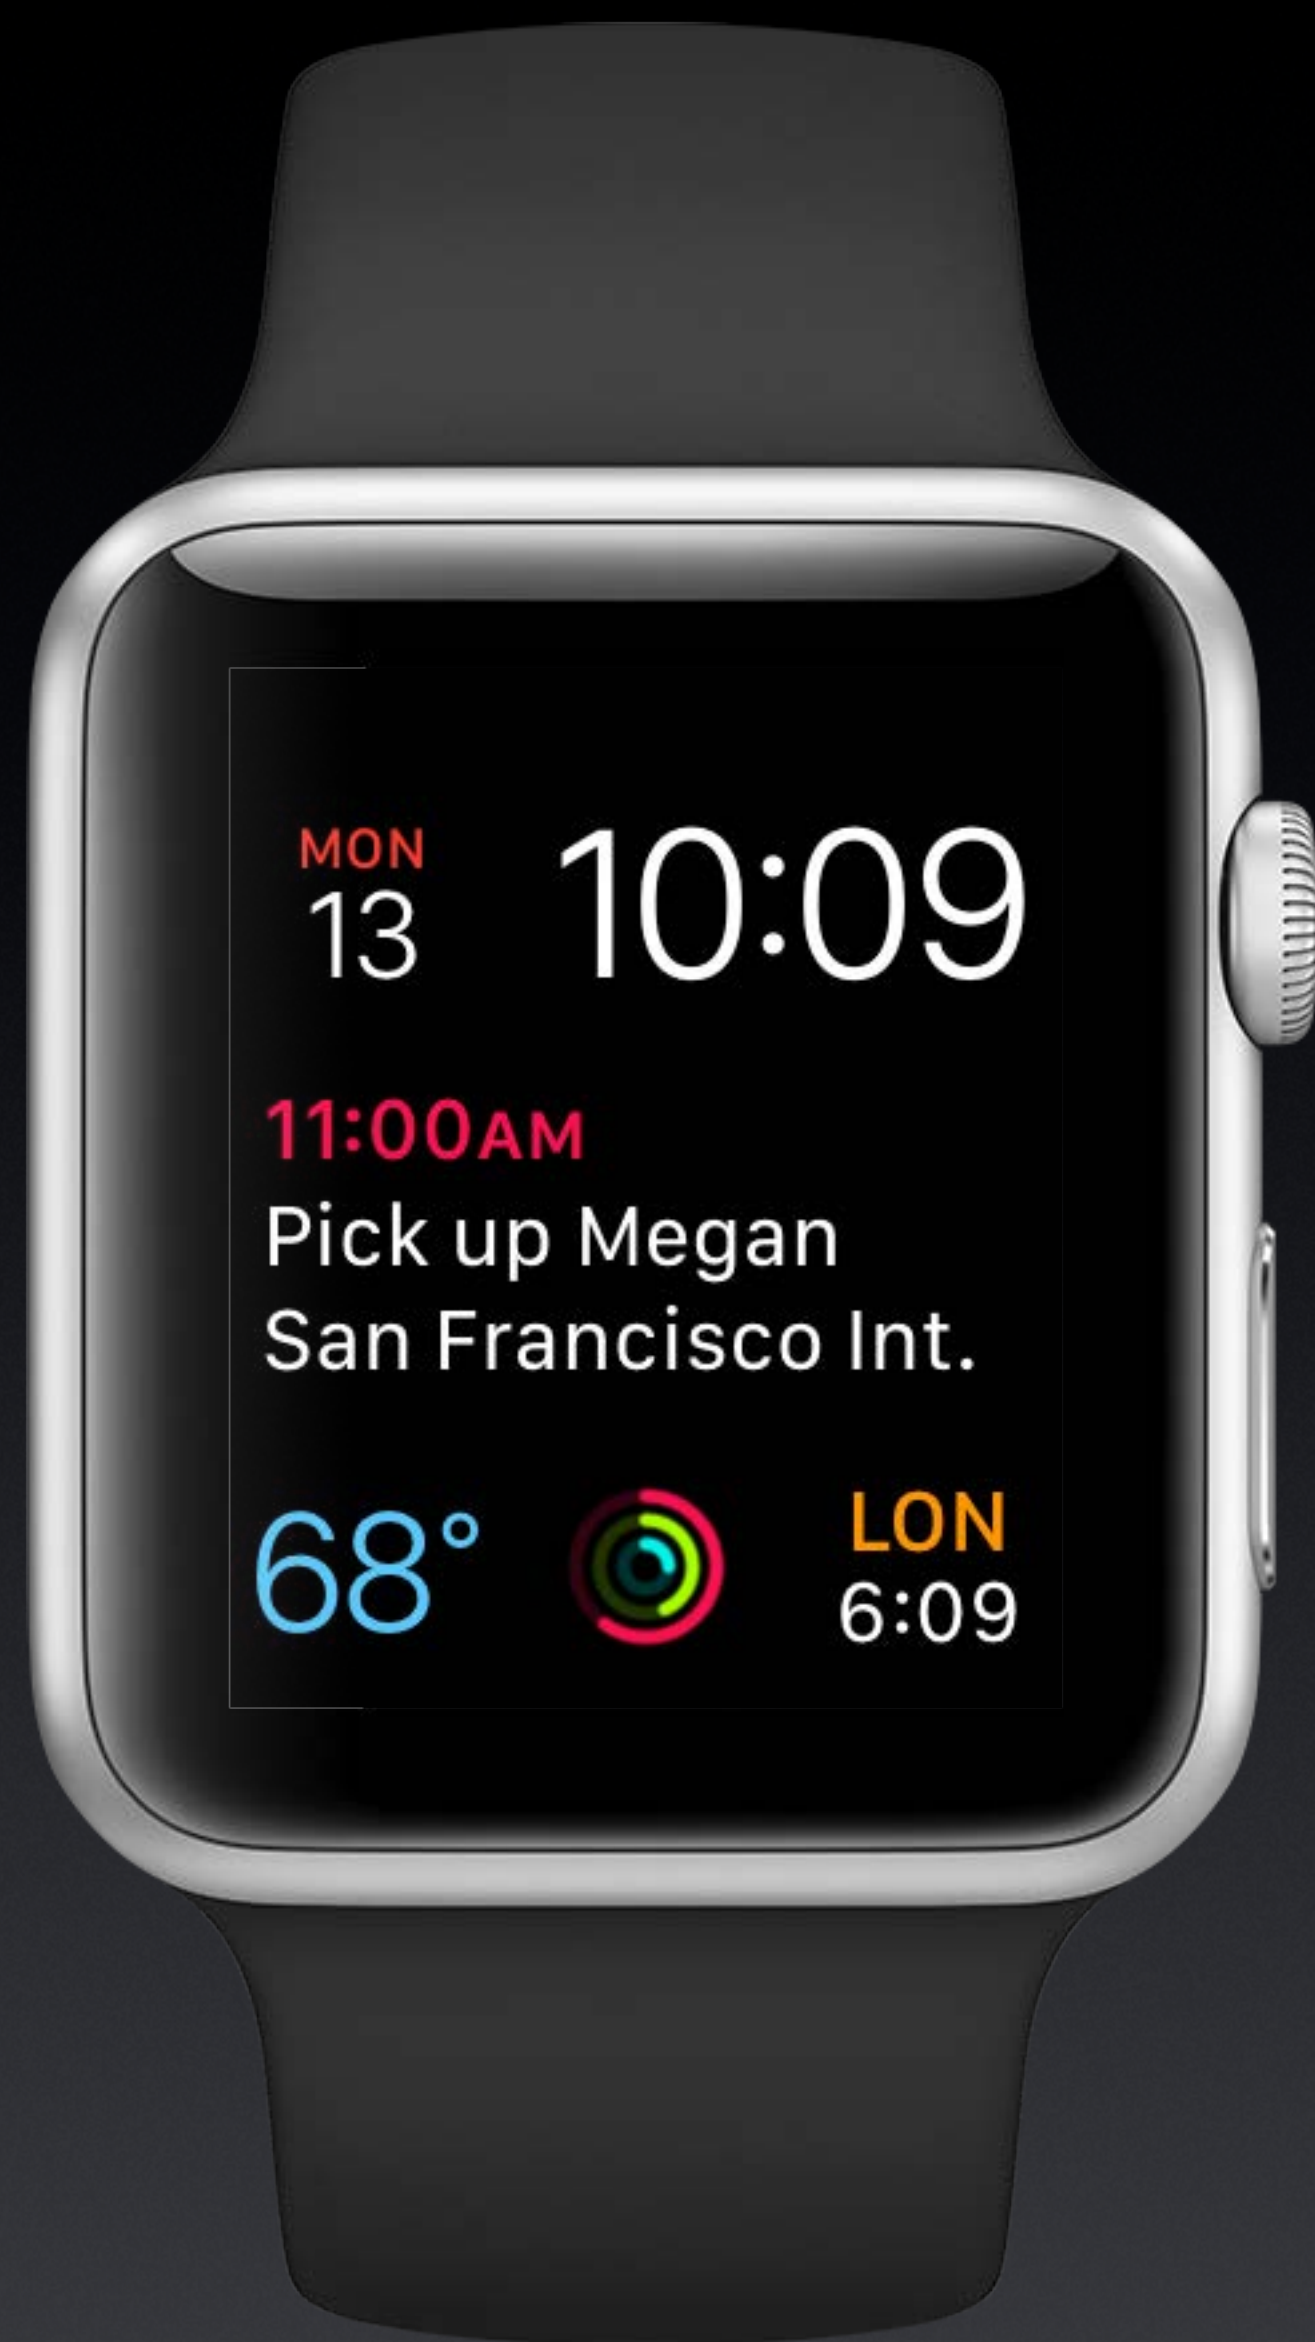 MON
13
10:09
11:00AM
Pick up Megan
San Francisco Int.
68°
LON
6:09